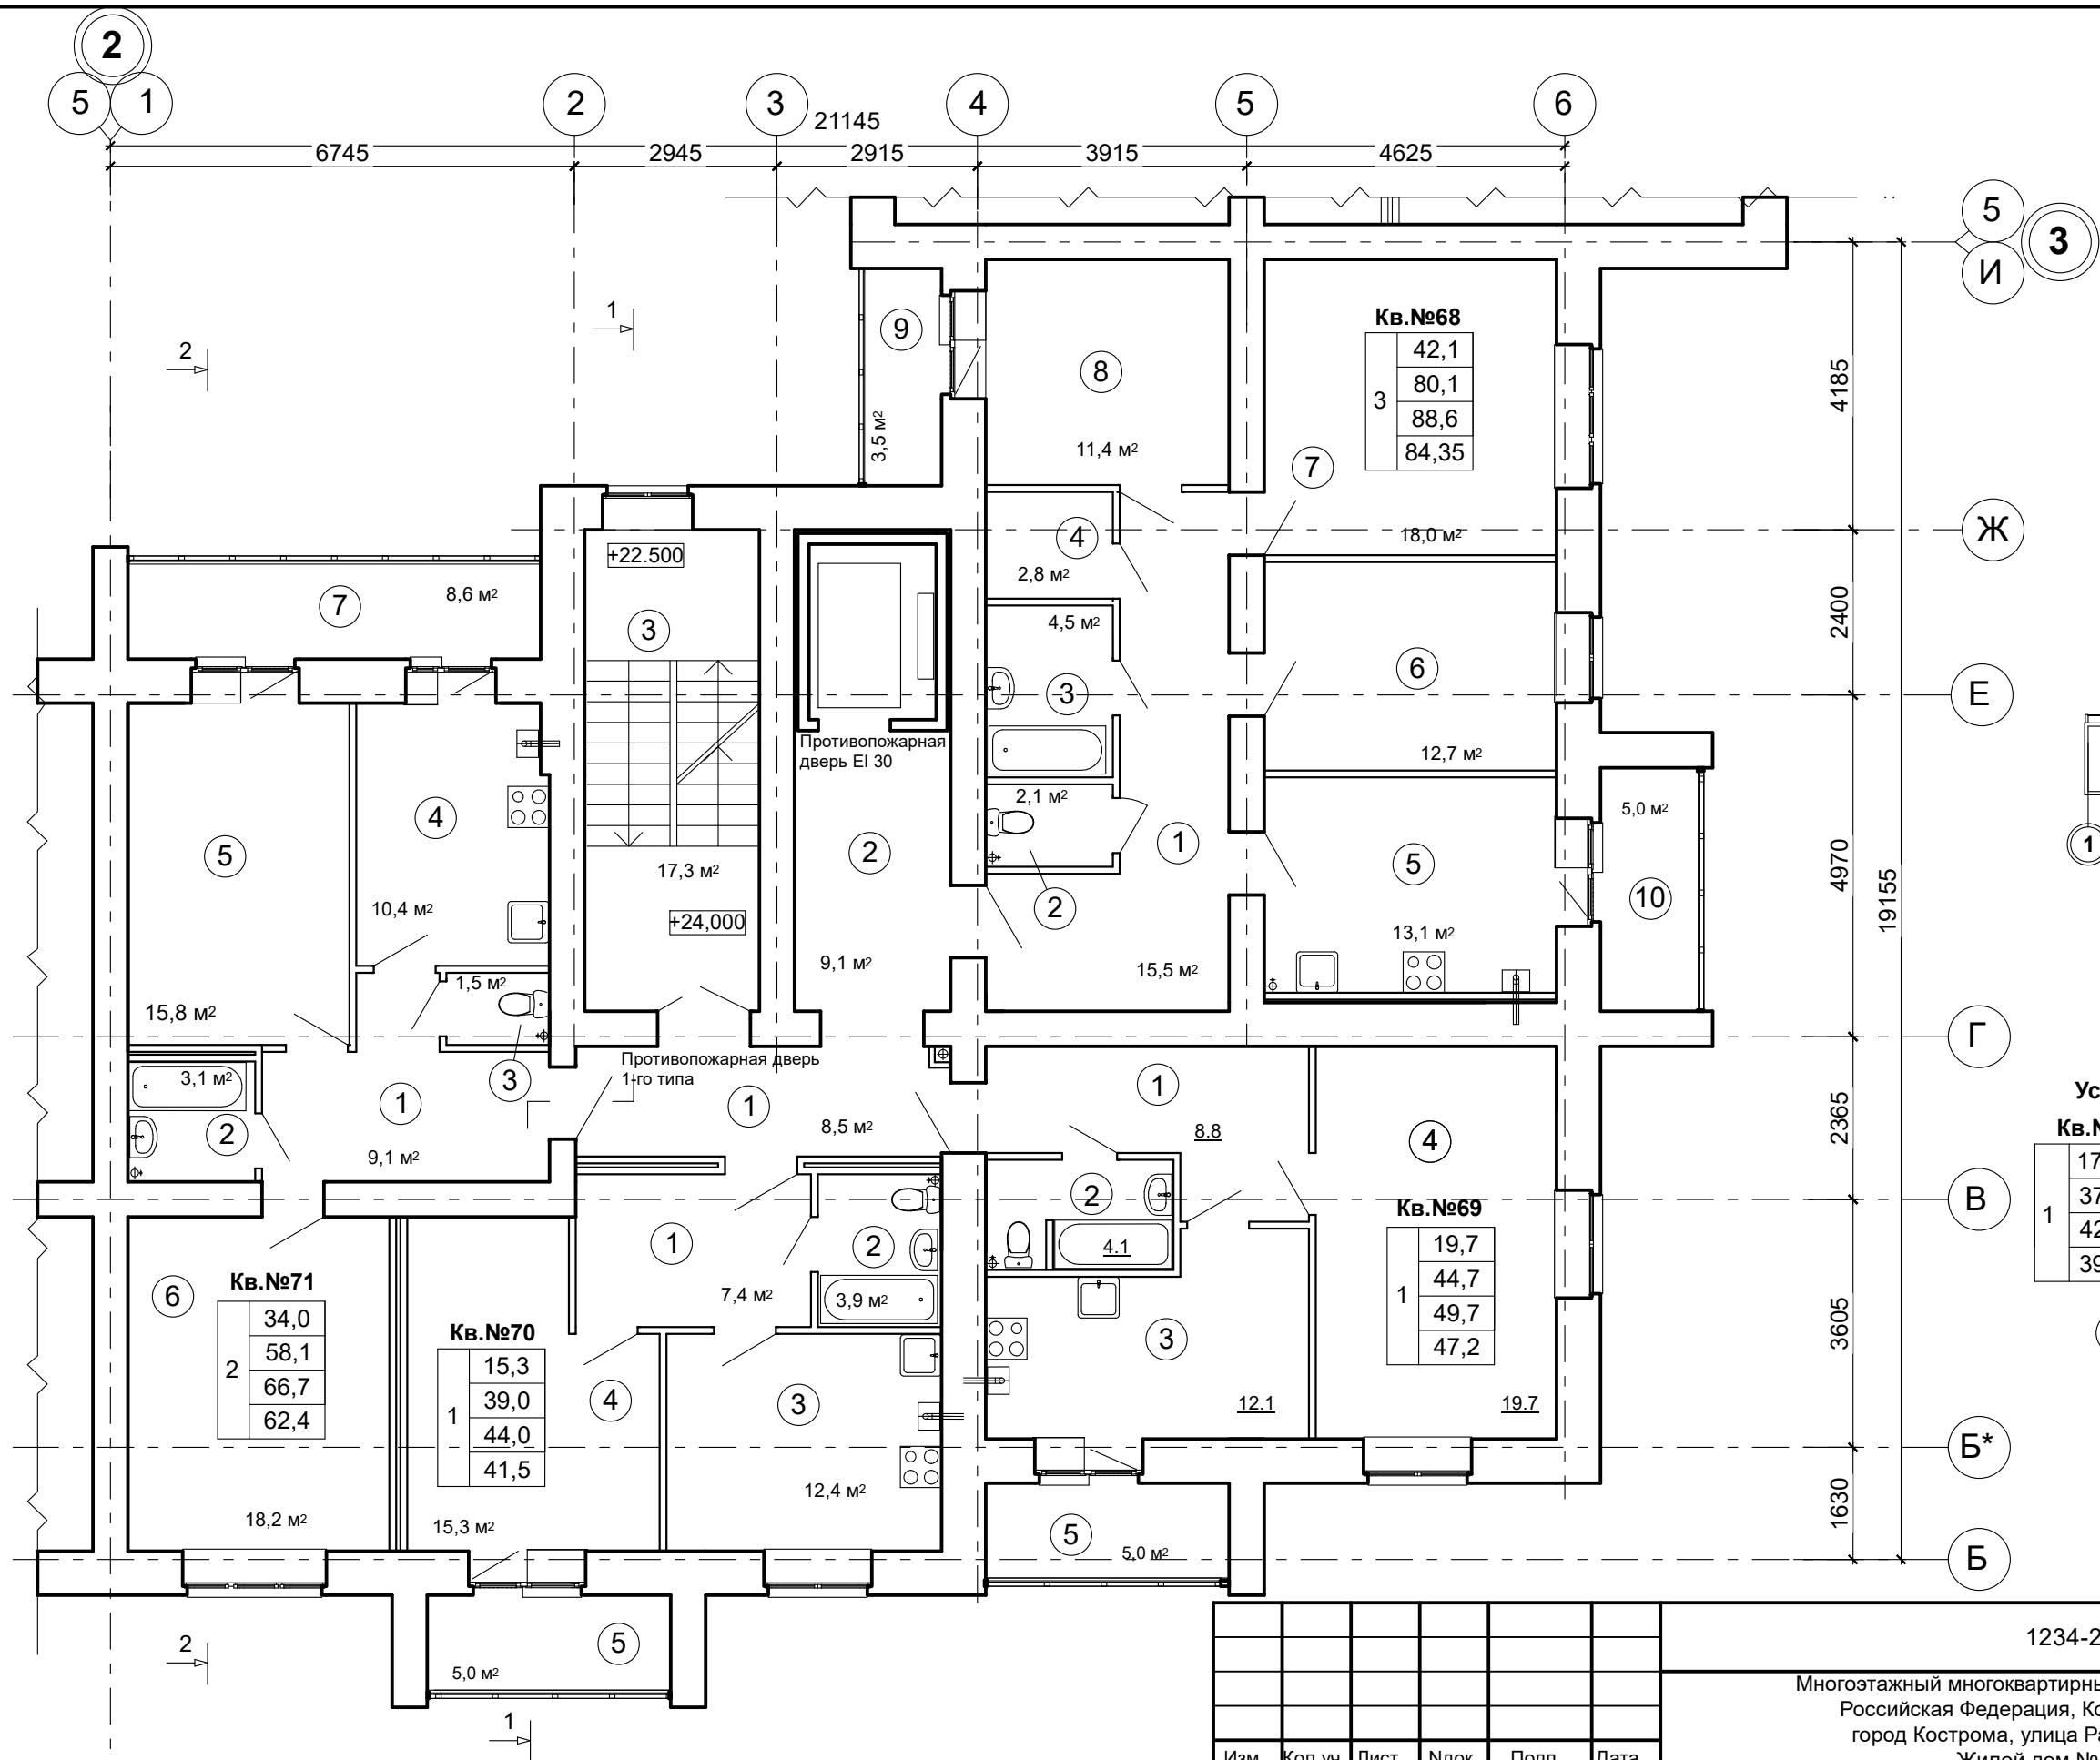 2
5 1 2 3 4 5 6
21145
6745 2945 2915 3915 4625
5
И
3
1
2
9
3,5 м2
8
11,4 м2
Кв.№68
3
42,1
80,1
88,6
84,35
7
18,0 м2
4185
Ж
4
2,8 м2
+22.500
8,6 м2
7
3
4,5 м2
3
6
12,7 м2
2400
Е
Противопожарная
дверь EI 30
2,1 м2
5,0 м2
4
5
2
1
5
10
1
17,3 м2
2
10,4 м2
+24,000
13,1 м2
4970
19155
9,1 м2
15,5 м2
1,5 м2
15,8 м2
Г
Противопожарная дверь
1-го типа
3,1 м2
3
1
1
1
2
8,5 м2
8.8
9,1 м2
4
2365
2
В
Кв.№69
1
19,7
44,7
49,7
47,2
1
2
4.1
6
Кв.№71
2
34,0
58,1
66,7
62,4
7,4 м2
3,9 м2
Кв.№70
1
15,3
39,0
44,0
41,5
4
3
3
3605
12.1
19.7
Б*
12,4 м2
18,2 м2
15,3 м2
5
5,0 м2
1630
Б
2
5
5,0 м2
1
Кв.
1
1234-2
Многоэтажный многоквартирн
Российская Федерация, Ко
город Кострома, улица
Жилой дом
Изм. Кол.уч Лист Nдок. Подп. Дата